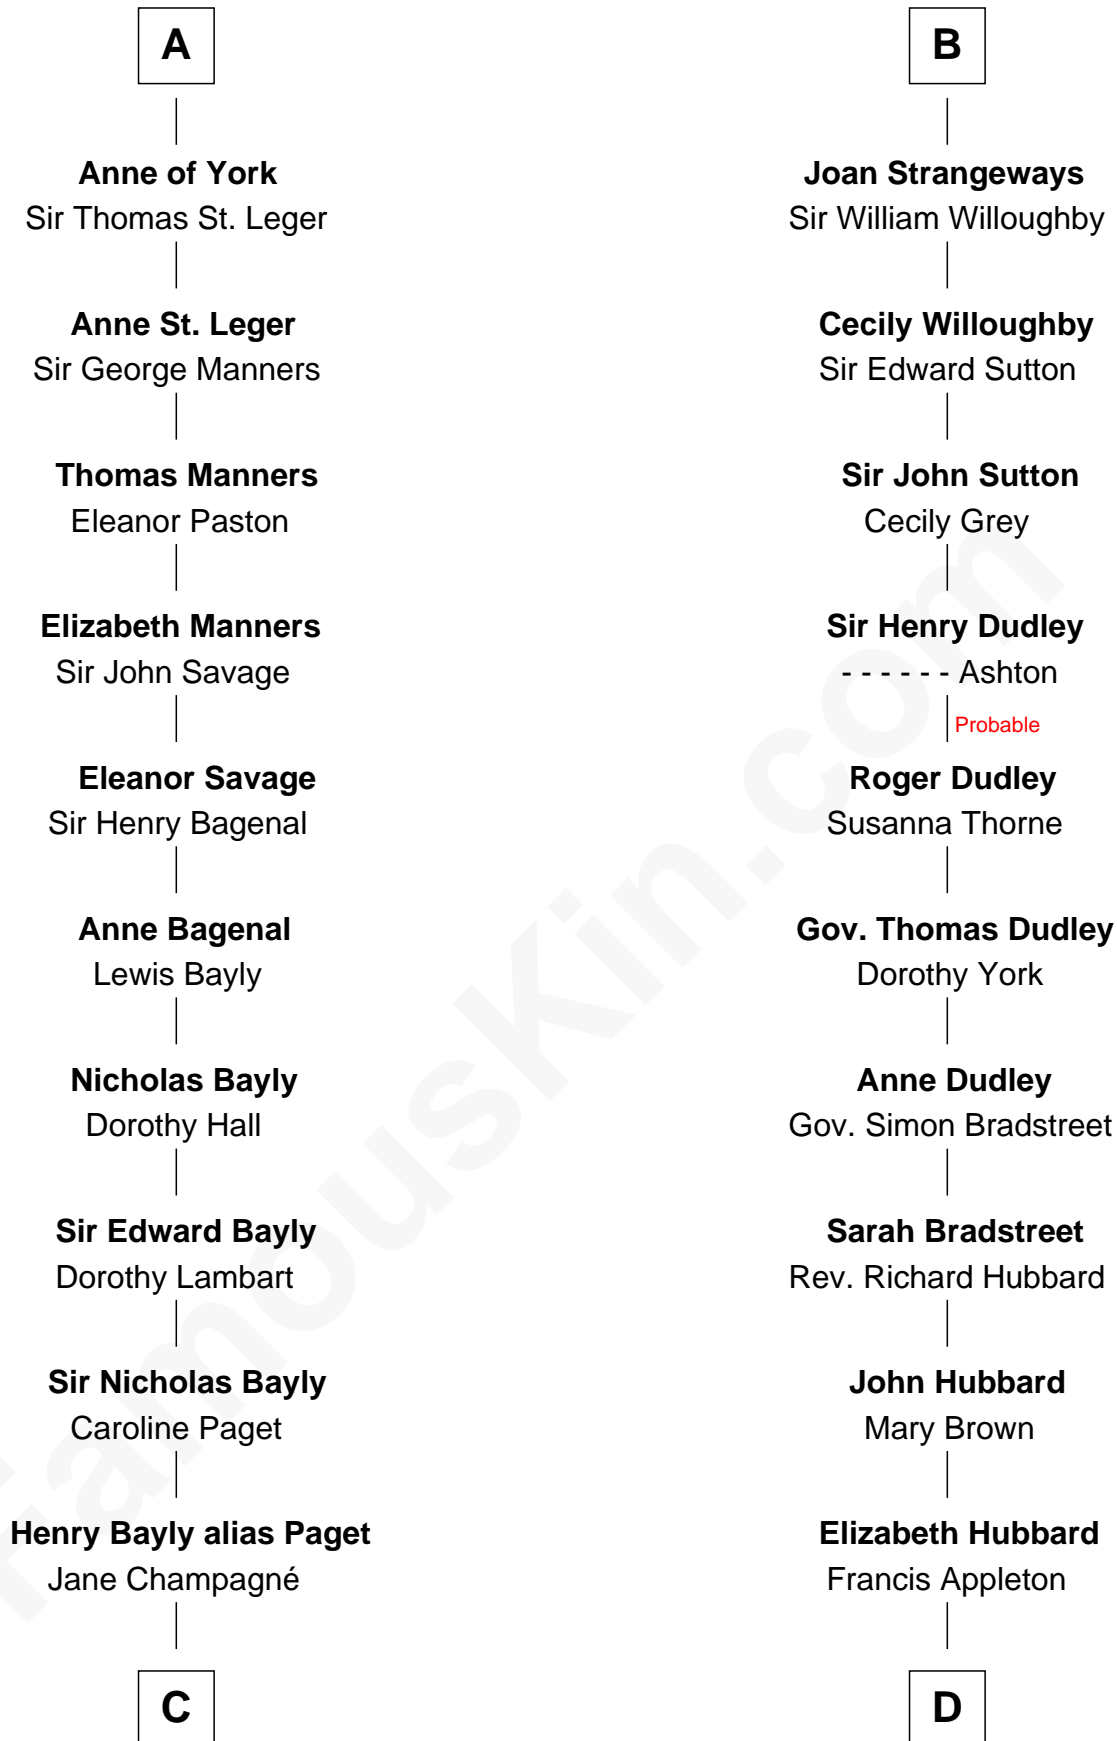 A
Anne of York
Sir Thomas St. Leger
Anne St. Leger
Sir George Manners
Thomas Manners
Eleanor Paston
Elizabeth Manners
Sir John Savage
Eleanor Savage
Sir Henry Bagenal
Anne Bagenal
Lewis Bayly
Nicholas Bayly
Dorothy Hall
Sir Edward Bayly
Dorothy Lambart
Sir Nicholas Bayly
Caroline Paget
Henry Bayly alias Paget
Jane Champagné
C
B
Joan Strangeways
Sir William Willoughby
Cecily Willoughby
Sir Edward Sutton
Sir John Sutton
Cecily Grey
Sir Henry Dudley
- - - - - - Ashton
Probable
Roger Dudley
Susanna Thorne
Gov. Thomas Dudley
Dorothy York
Anne Dudley
Gov. Simon Bradstreet
Sarah Bradstreet
Rev. Richard Hubbard
John Hubbard
Mary Brown
Elizabeth Hubbard
Francis Appleton
D
FamousKin.com